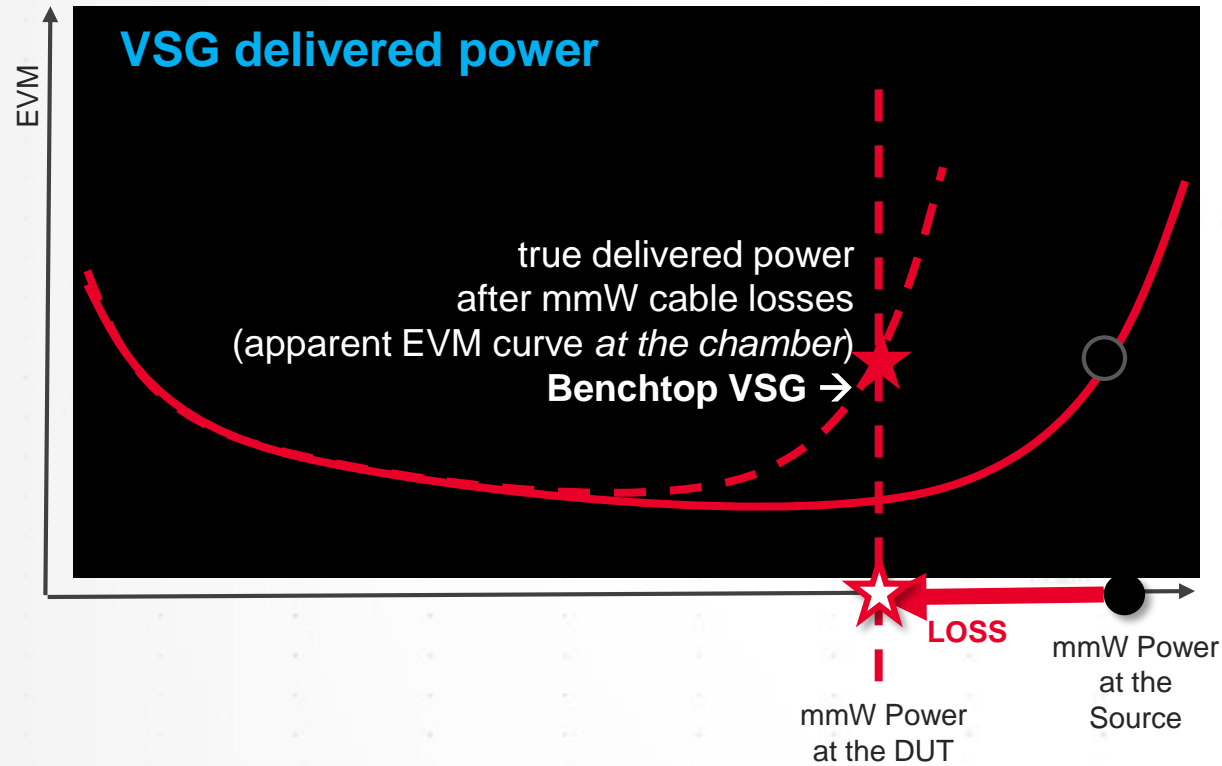 VSG delivered power
EVM
true delivered power
after mmW cable losses
(apparent EVM curve at the chamber)
Benchtop VSG →
LOSS
mmW Power
at the
Source
mmW Power
at the DUT